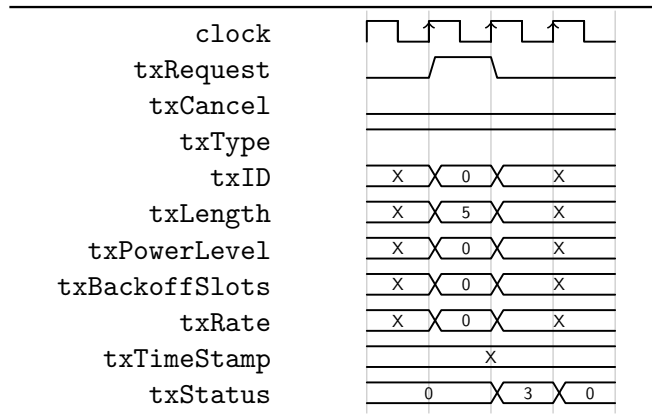 clock
txRequest
txCancel
txType
txID X 0 X
txLength X 5 X
txPowerLevel X 0 X
txBackoffSlots X 0 X
txRate X 0 X
txTimeStamp X
txStatus 0 3 0